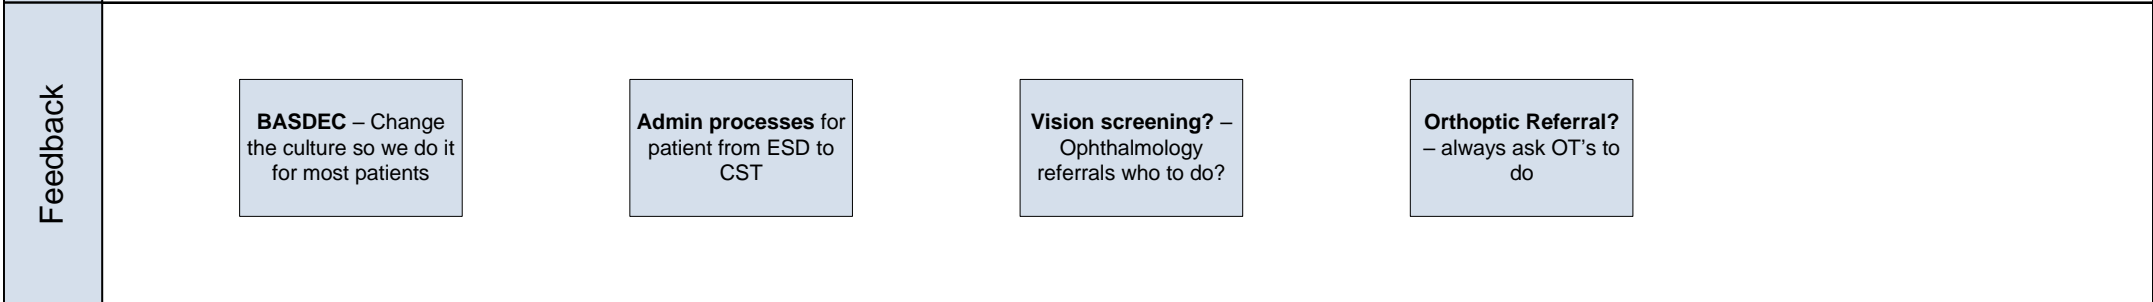 Feedback
BASDEC – Change
the culture so we do it
for most patients
Admin processes for
patient from ESD to
CST
Vision screening? –
Ophthalmology
referrals who to do?
Orthoptic Referral?
– always ask OT's to
do